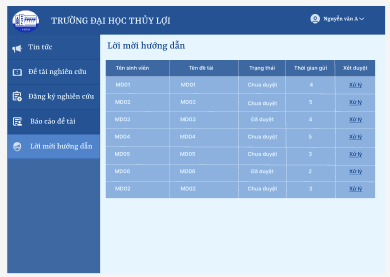 TRƯỜNG ĐẠI HỌC THỦY LỢI
Nguyễn văn A
Tin tức
Đề tài nghiên cứu
Đăng ký nghiên cứu
Báo cáo đề tài
Lời mời hướng dẫn
Lời mời hướng dẫn
Tên sinh viên Tên đề tài Trạng thái Thời gian gửi Xét duyệt
MD01 MD01 Chưa duyệt 4 Xử lý
MD02 MD02 Chưa duyệt 5 Xử lý
MD02 MD03 Đã duyệt 4 Xử lý
MD04 MD04 Chưa duyệt 5 Xử lý
MD05 MD05 Chưa duyệt 3 Xử lý
MD06 MD06 Đã duyệt 2 Xử lý
MD02 MD02 Chưa duyệt 3 Xử lý